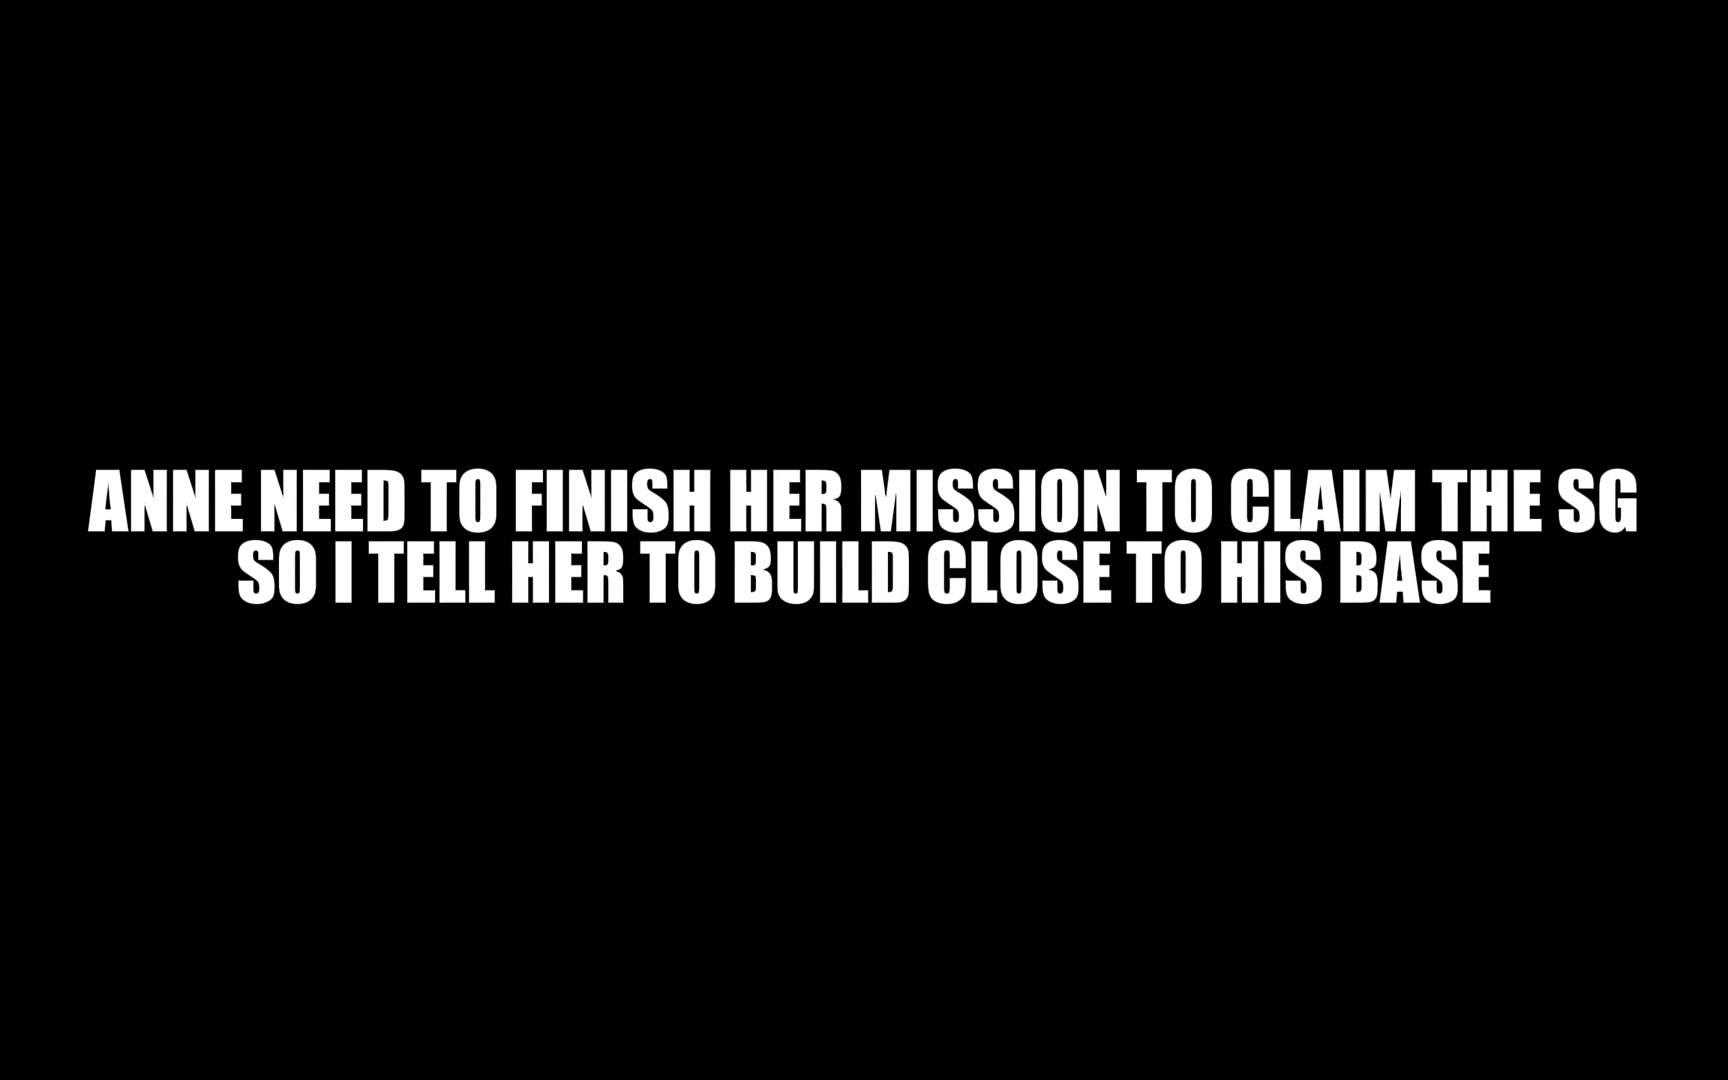 ANNE NEED TO FINISH HER MISSION TO CLAIM THE SG
SO I TELL HER TO BUILD CLOSE TO HIS BASE